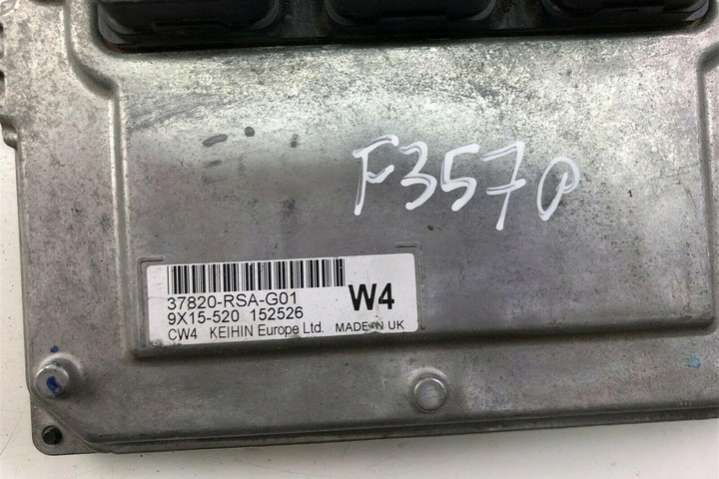 F3570
37820-RSA-G01
9X15-520 152526
W4
CW4 KEIHIN Europe Ltd. MADE IN UK